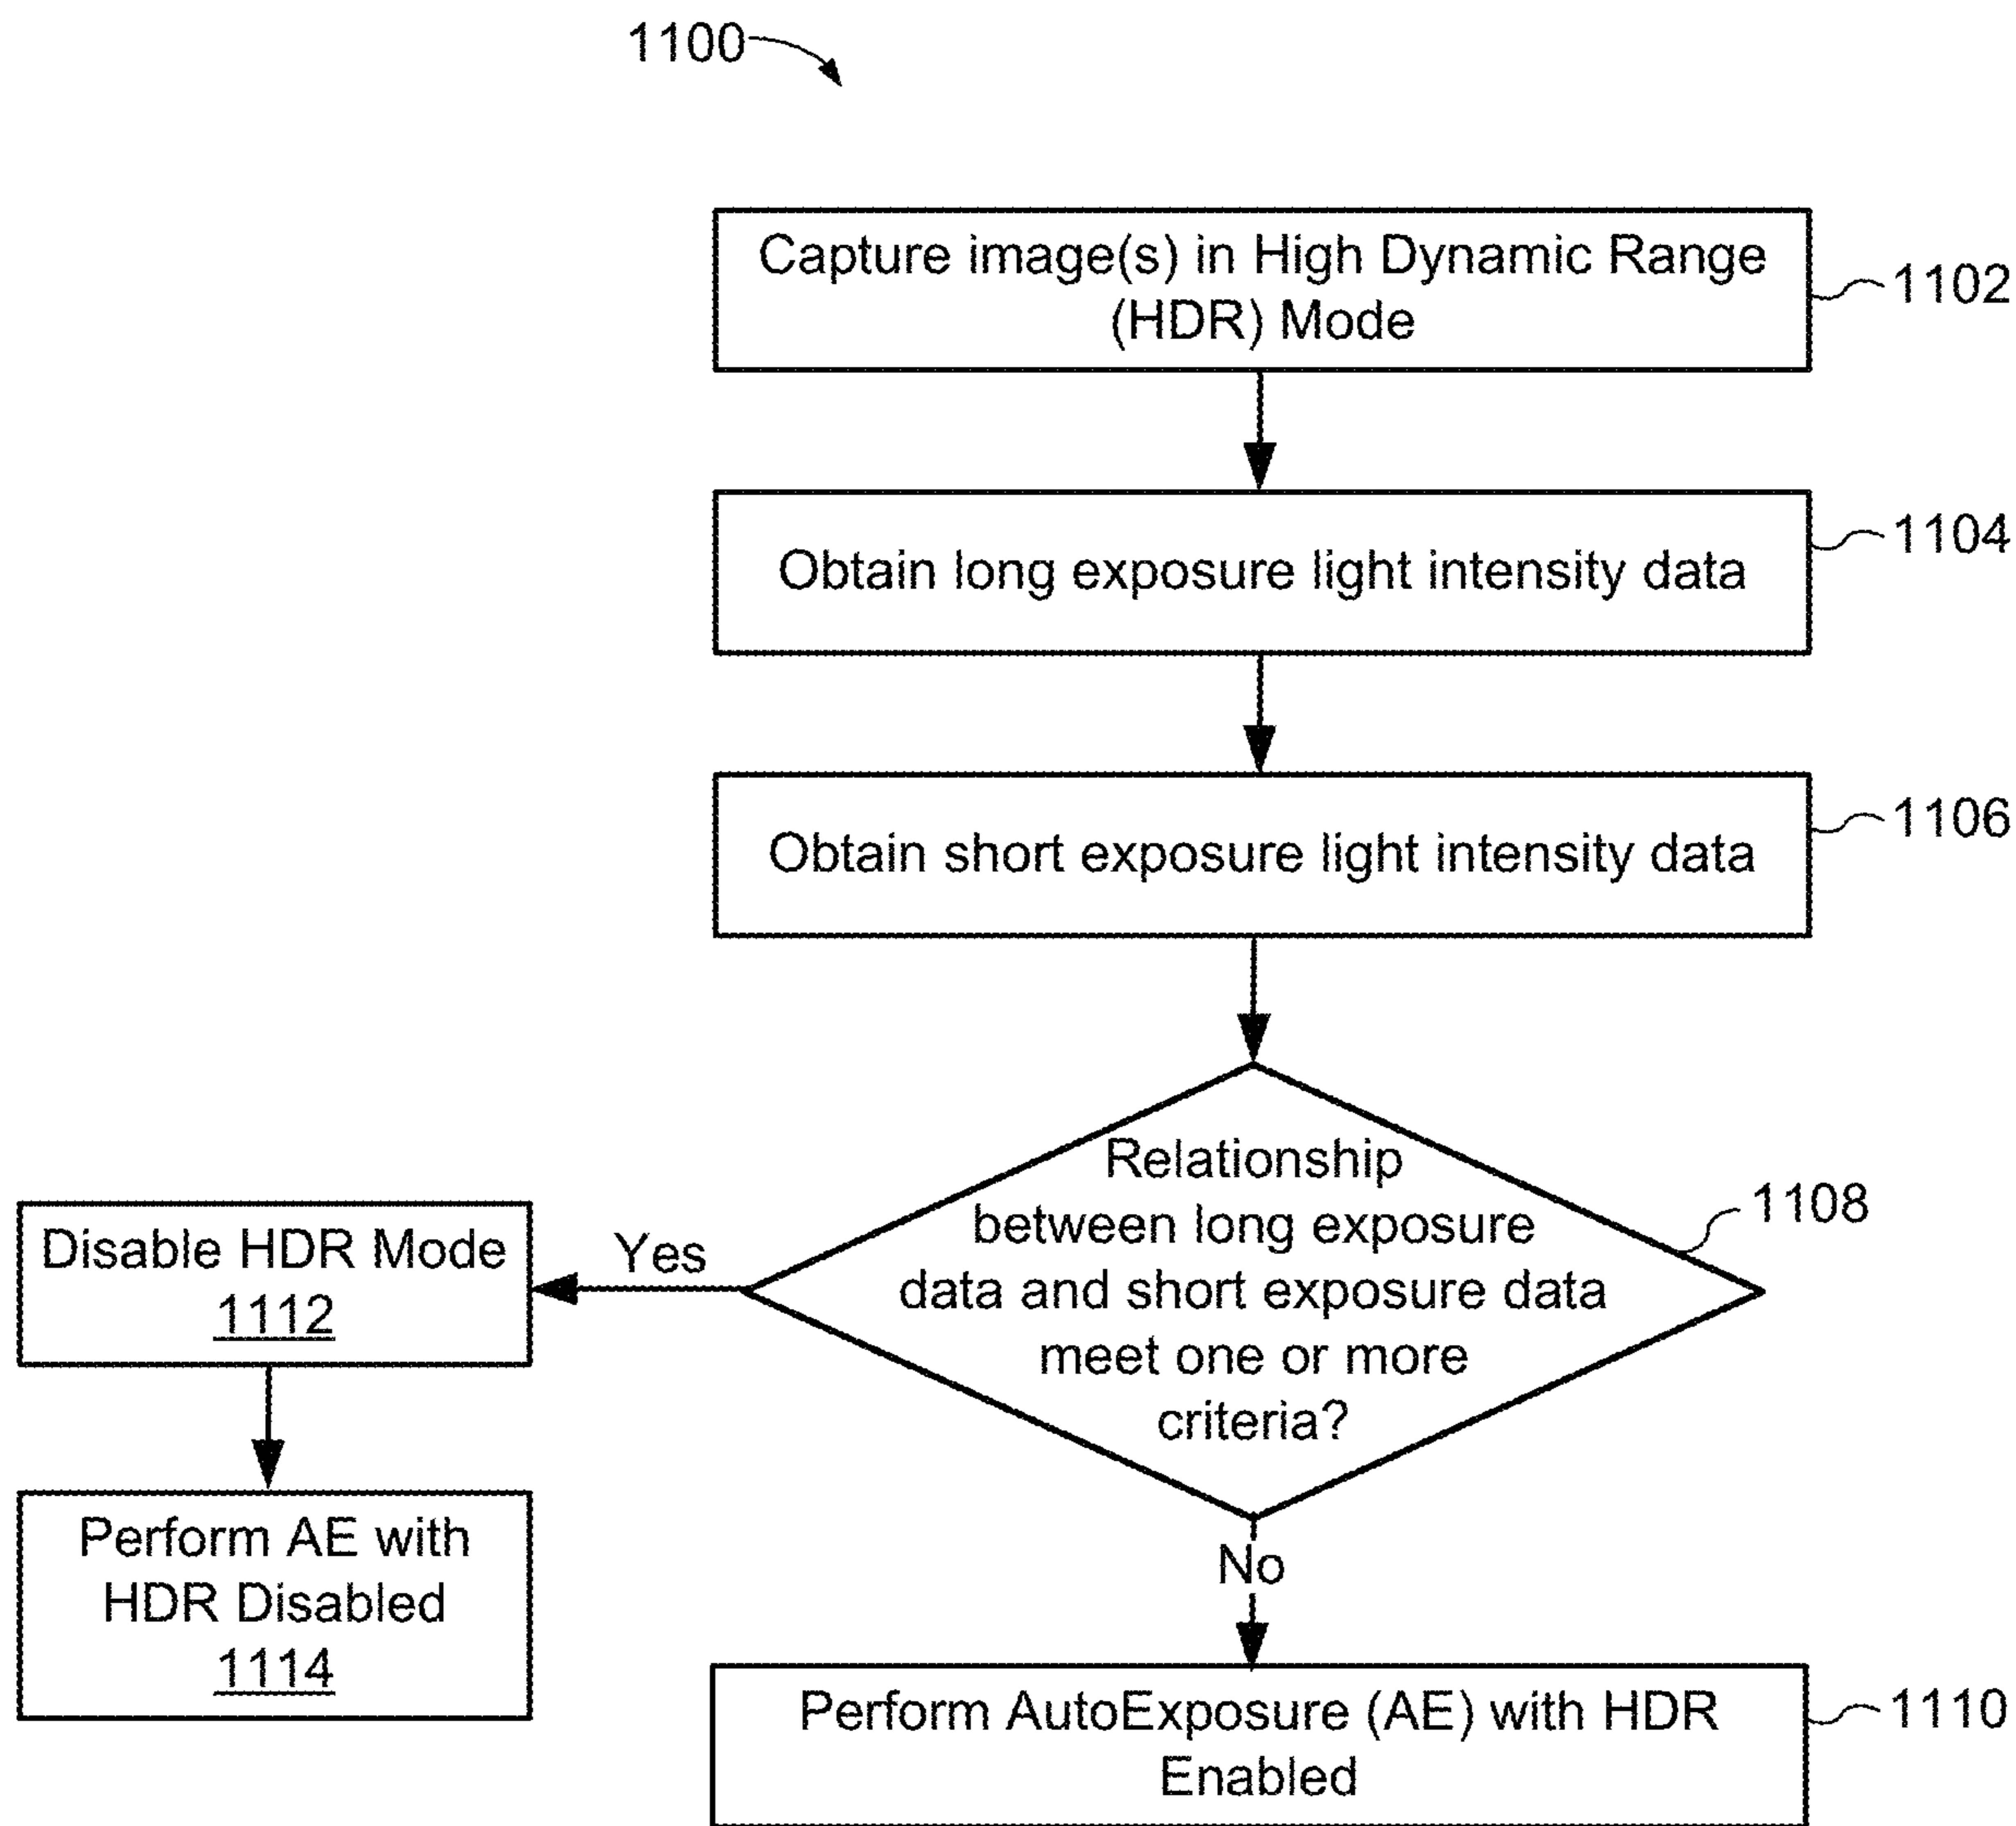 1100
Capture image(s) in High Dynamic Range
(HDR) Mode
1102
Obtain long exposure light intensity data
1104
Obtain short exposure light intensity data
1106
Relationship
between long exposure
data and short exposure data
meet one or more
criteria?
1108
Yes
Disable HDR Mode
1112
Perform AE with
HDR Disabled
1114
No
Perform AutoExposure (AE) with HDR
Enabled
1110